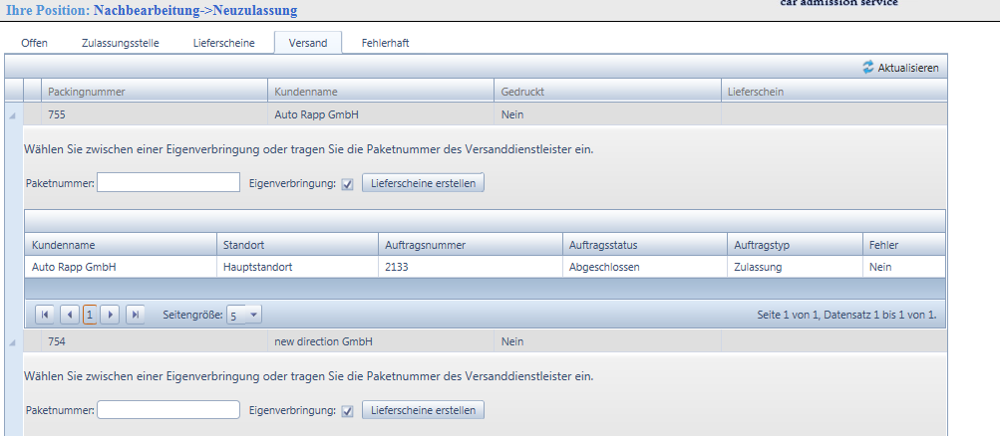 car admission service
Ihre Position: Nachbearbeitung->Neuzulassung
Offen Zulassungsstelle Lieferscheine Versand Fehlerhaft
Aktualisieren
Packingnummer Kundenname Gedruckt Lieferschein
755 Auto Rapp GmbH Nein
Wählen Sie zwischen einer Eigenverbringung oder tragen Sie die Paketnummer des Versanddienstleister ein.
Paketnummer: Eigenverbringung: Lieferscheine erstellen
Kundenname Standort Auftragsnummer Auftragsstatus Auftragstyp Fehler
Auto Rapp GmbH Hauptstandort 2133 Abgeschlossen Zulassung Nein
1 Seitengröße: 5 Seite 1 von 1, Datensatz 1 bis 1 von 1.
754 new direction GmbH Nein
Wählen Sie zwischen einer Eigenverbringung oder tragen Sie die Paketnummer des Versanddienstleister ein.
Paketnummer: Eigenverbringung: Lieferscheine erstellen